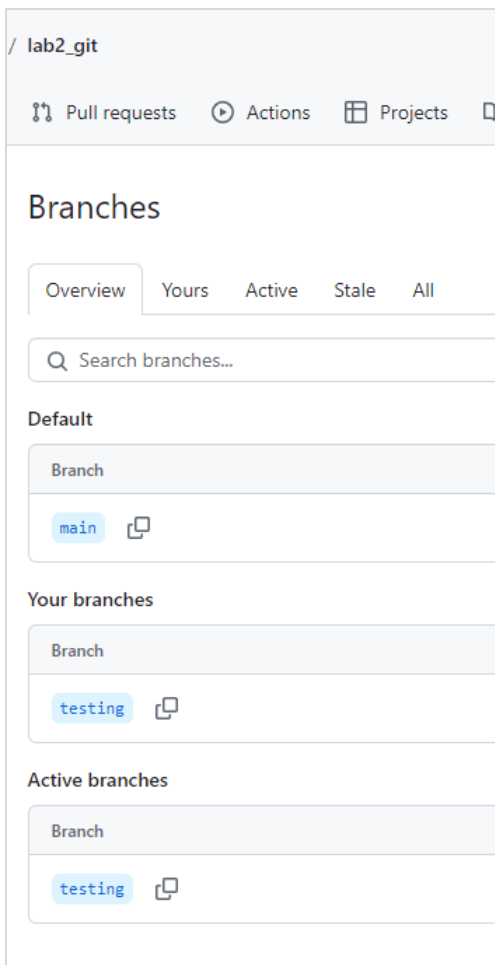 / lab2_git
Pull requests Actions Projects
Branches
Overview Yours Active Stale All
Search branches...
Default
Branch
main
Your branches
Branch
testing
Active branches
Branch
testing